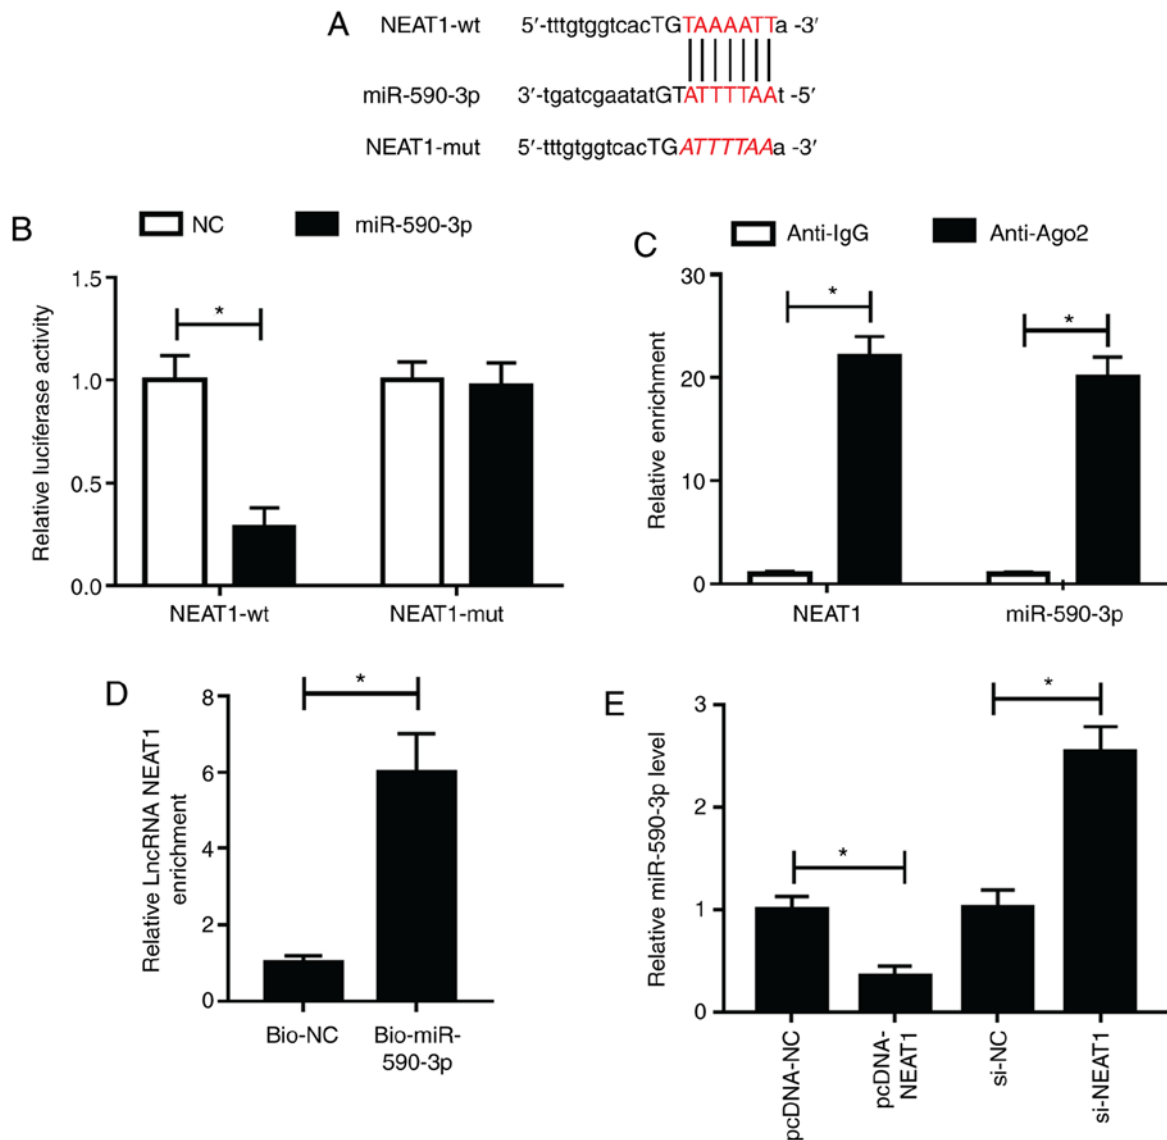 A
NEAT1-wt 5′-tttgtggtcacTGTAAAATTa -3′
miR-590-3p 3′-tgatcgaatatGTATTTTAAt -5′
NEAT1-mut 5′-tttgtggtcacTGATTTTAAa -3′
B
NC miR-590-3p
Relative luciferase activity
1.5
1.0
0.5
0.0
*
NEAT1-wt NEAT1-mut
C
Anti-IgG Anti-Ago2
Relative enrichment
30
20
10
0
* *
NEAT1 miR-590-3p
D
Relative LncRNA NEAT1
enrichment
8
6
4
2
0
*
Bio-NC Bio-miR-
590-3p
E
Relative miR-590-3p level
3
2
1
0
* *
pcDNA-NC
pcDNA-
NEAT1
si-NC
si-NEAT1